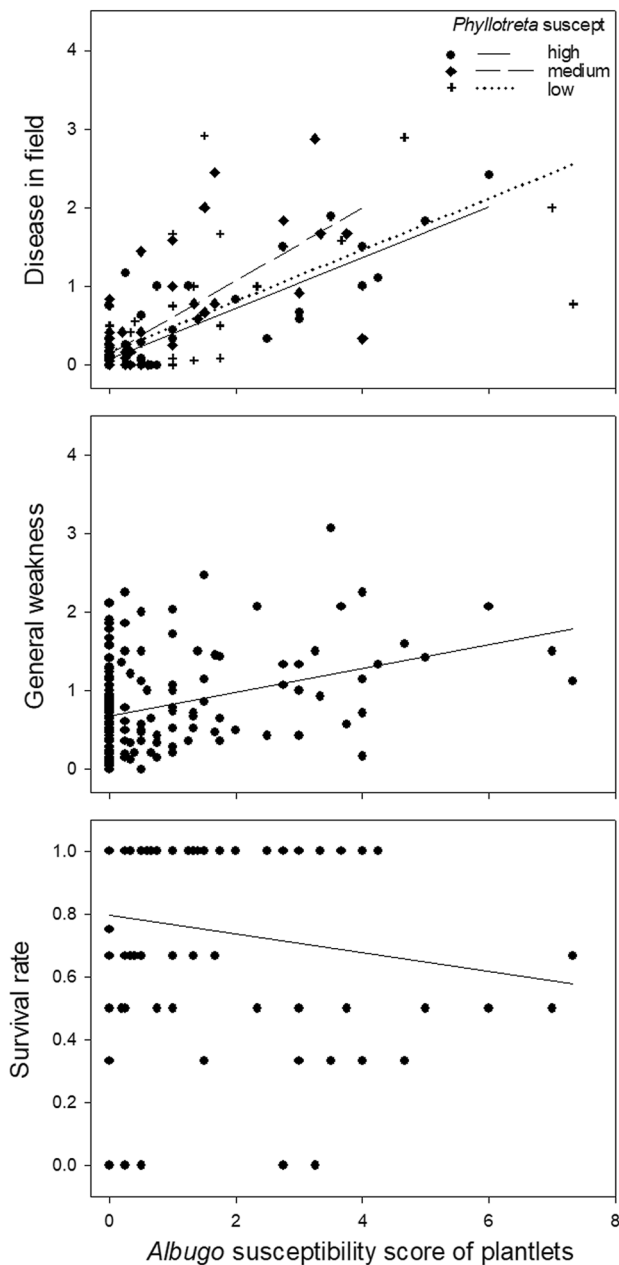 Phyllotreta suscept
high
medium
low
4
3
2
1
0
Disease in field
4
3
2
1
0
General weakness
1.0
0.8
0.6
0.4
0.2
0.0
Survival rate
0 2 4 6 8
Albugo susceptibility score of plantlets